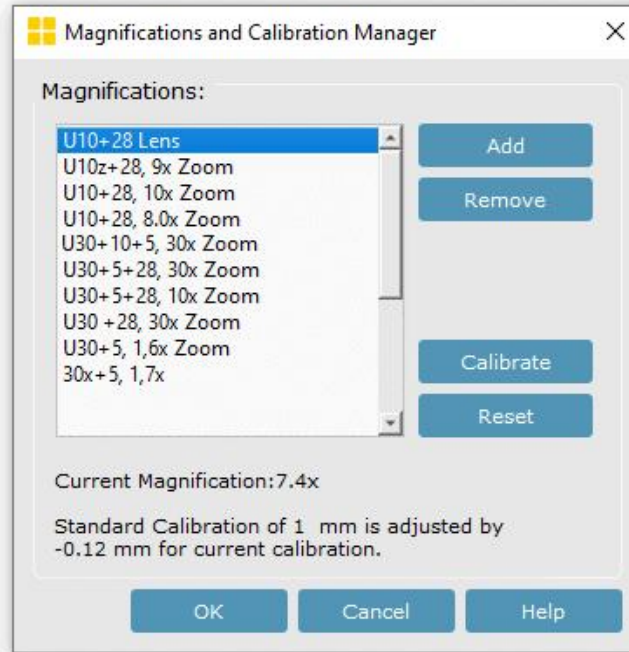 Magnifications and Calibration Manager
Magnifications:
U10+28 Lens
U10z+28, 9x Zoom
U10+28, 10x Zoom
U10+28, 8.0x Zoom
U30+10+5, 30x Zoom
U30+5+28, 30x Zoom
U30+5+28, 10x Zoom
U30 +28, 30x Zoom
U30+5, 1,6x Zoom
30x+5, 1,7x
Add
Remove
Calibrate
Reset
Current Magnification:7.4x
Standard Calibration of 1  mm is adjusted by
-0.12 mm for current calibration.
OK
Cancel
Help